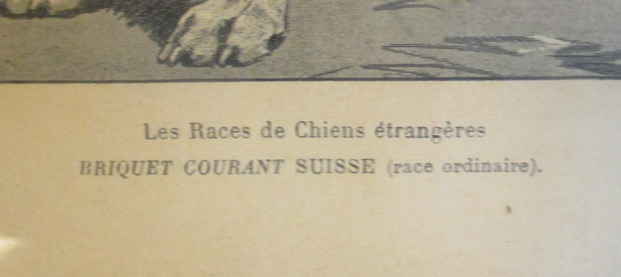 Les Races de Chiens étrangères
BRIQUET COURANT SUISSE (race ordinaire).